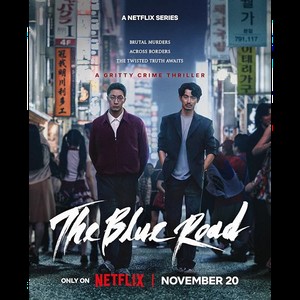 A NETFLIX SERIES
BRUTAL MURDERS
ACROSS BORDERS
THE TWISTED TRUTH AWAITS
A GRITTY CRIME THRILLER
The Blue Road
ONLY ON NETFLIX | NOVEMBER 20